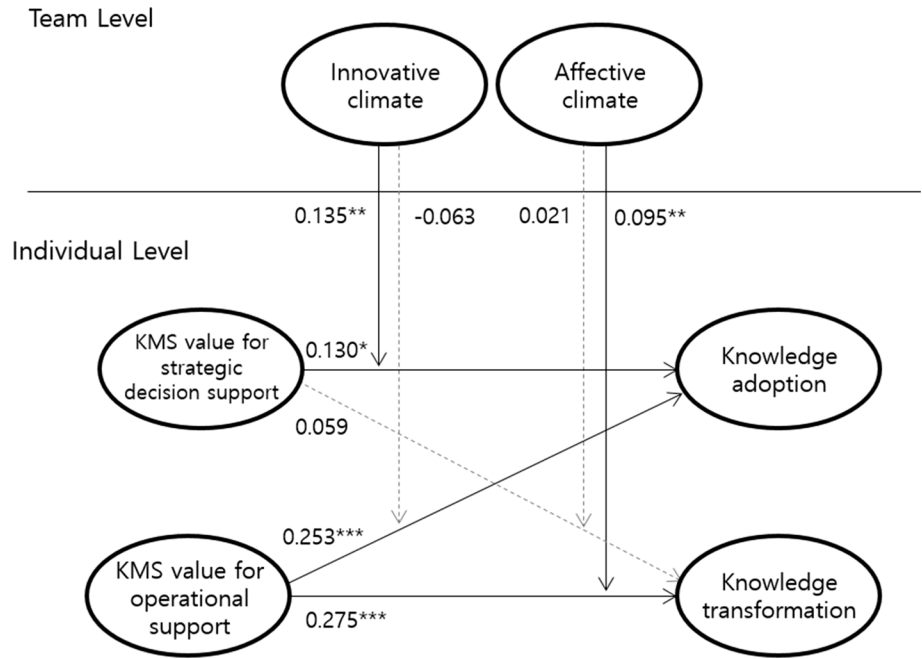 Team Level
Innovative
climate
Affective
climate
0.135**
-0.063
0.021
0.095**
Individual Level
KMS value for
strategic
decision support
0.130*
Knowledge
adoption
0.059
0.253***
KMS value for
operational
support
0.275***
Knowledge
transformation